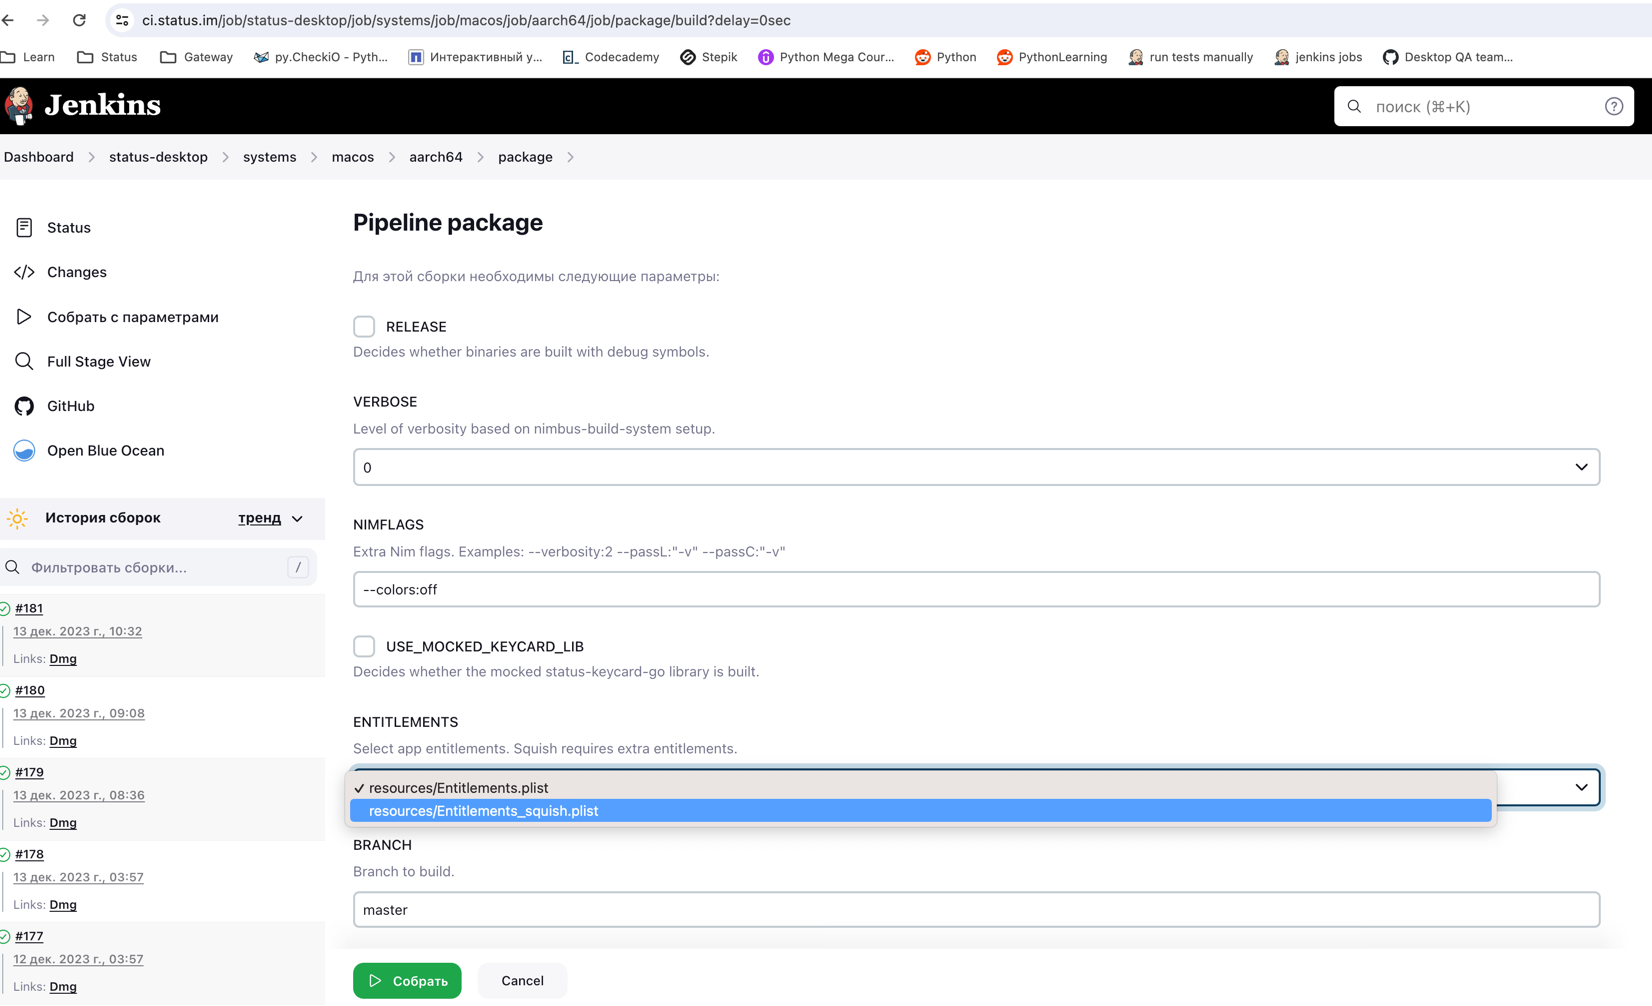 ci.status.im/job/status-desktop/job/systems/job/macos/job/aarch64/job/package/build?delay=0sec
Learn Status Gateway py.CheckiO - Pyth... Интерактивный у... Codecademy Stepik Python Mega Cour... Python PythonLearning run tests manually jenkins jobs Desktop QA team...
Jenkins
поиск (⌘+K)
Dashboard status-desktop systems macos aarch64 package
Status
Changes
Собрать с параметрами
Full Stage View
GitHub
Open Blue Ocean
История сборок тренд
Фильтровать сборки... /
#181
13 дек. 2023 г., 10:32
Links: Dmg
#180
13 дек. 2023 г., 09:08
Links: Dmg
#179
13 дек. 2023 г., 08:36
Links: Dmg
#178
13 дек. 2023 г., 03:57
Links: Dmg
#177
12 дек. 2023 г., 03:57
Links: Dmg
Pipeline package
Для этой сборки необходимы следующие параметры:
RELEASE
Decides whether binaries are built with debug symbols.
VERBOSE
Level of verbosity based on nimbus-build-system setup.
0
NIMFLAGS
Extra Nim flags. Examples: --verbosity:2 --passL:"-v" --passC:"-v"
--colors:off
USE_MOCKED_KEYCARD_LIB
Decides whether the mocked status-keycard-go library is built.
ENTITLEMENTS
Select app entitlements. Squish requires extra entitlements.
✓ resources/Entitlements.plist
resources/Entitlements_squish.plist
BRANCH
Branch to build.
master
Собрать Cancel